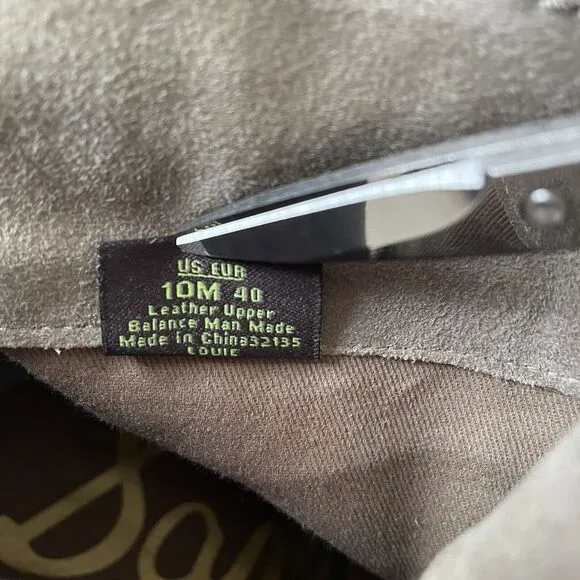 US EUR
10M 40
Leather Upper
Balance Man Made
Made in China32135
LOUIE